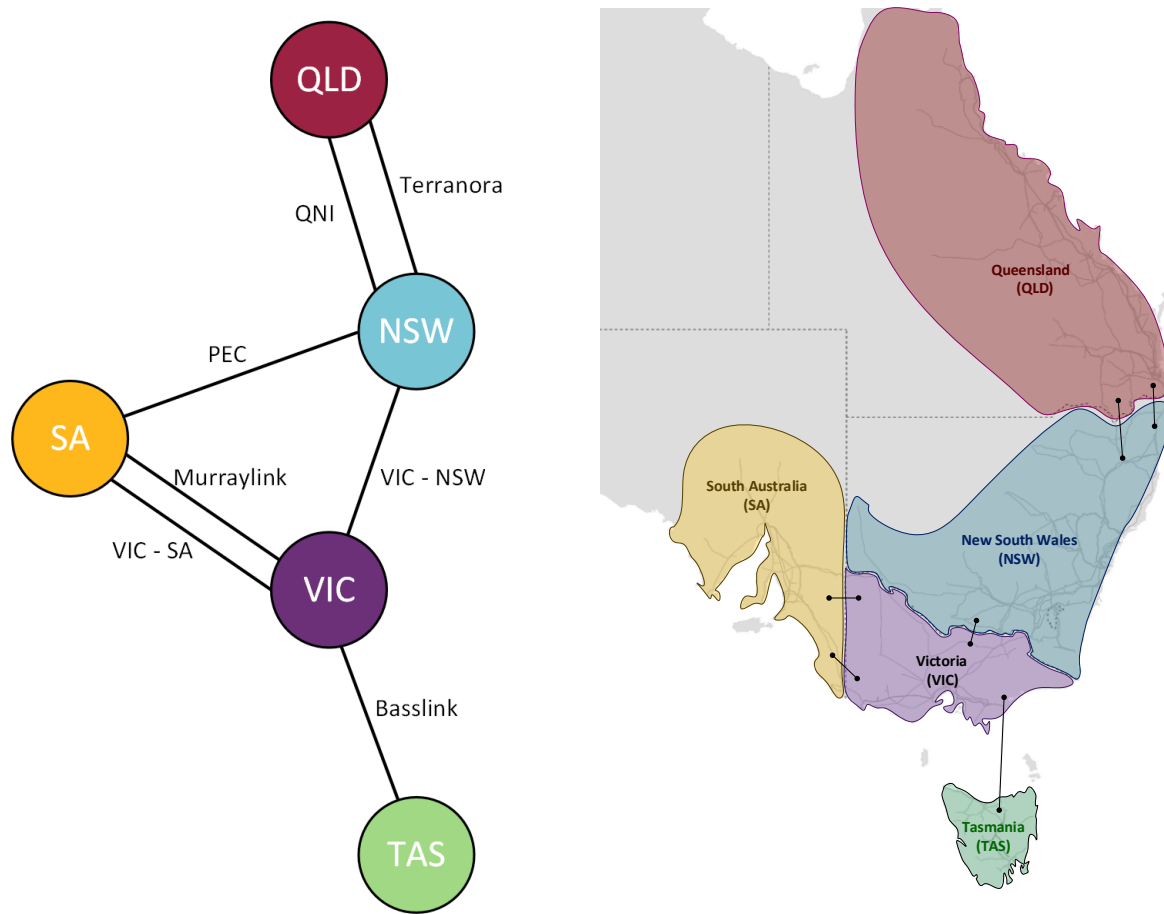 QLD
Terranora
QNI
NSW
PEC
SA
Murraylink
VIC - NSW
VIC - SA
VIC
Basslink
TAS
Queensland
(QLD)
South Australia
(SA)
New South Wales
(NSW)
Victoria
(VIC)
Tasmania
(TAS)